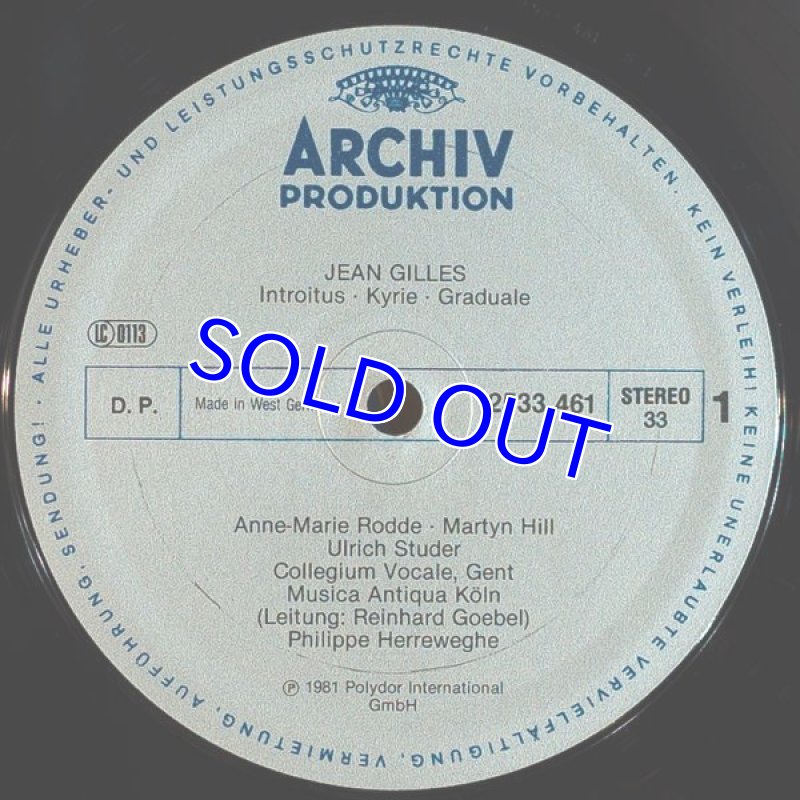 · ALLE URHEBER- UND LEISTUNGSSCHUTZRECHTE VORBEHALTEN. KEIN VERLEIH! KEINE UNERLAUBTE VERVIELFÄLTIGUNG, VERMIETUNG, AUFFÜHRUNG, SENDUNG!
ARCHIV
PRODUKTION
JEAN GILLES
Introitus · Kyrie · Graduale
LC 0113
SOLD OUT
D. P.
Made in West
2533 461
STEREO
33
1
Anne-Marie Rodde · Martyn Hill
Ulrich Studer
Collegium Vocale, Gent
Musica Antiqua Köln
(Leitung: Reinhard Goebel)
Philippe Herreweghe
℗ 1981 Polydor International
GmbH